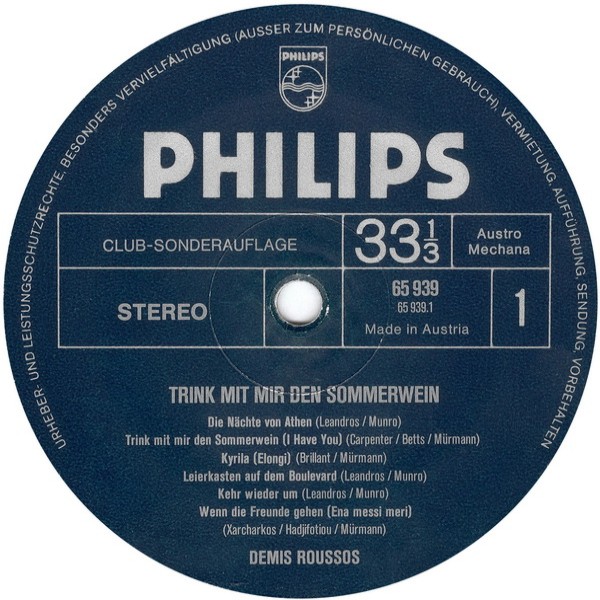 URHEBER- UND LEISTUNGSSCHUTZRECHTE, BESONDERS VERVIELFÄLTIGUNG (AUSSER ZUM PERSÖNLICHEN GEBRAUCH), VERMIETUNG, AUFFÜHRUNG, SENDUNG VORBEHALTEN
PHILIPS
PHILIPS
CLUB-SONDERAUFLAGE
33 1/3
Austro
Mechana
STEREO
65 939
65 939.1
Made in Austria
1
TRINK MIT MIR DEN SOMMERWEIN
Die Nächte von Athen (Leandros / Munro)
Trink mit mir den Sommerwein (I Have You) (Carpenter / Betts / Mürmann)
Kyrila (Elongi) (Brillant / Mürmann)
Leierkasten auf dem Boulevard (Leandros / Munro)
Kehr wieder um (Leandros / Munro)
Wenn die Freunde gehen (Ena messi meri)
(Xarcharkos / Hadjifotiou / Mürmann)
DEMIS ROUSSOS